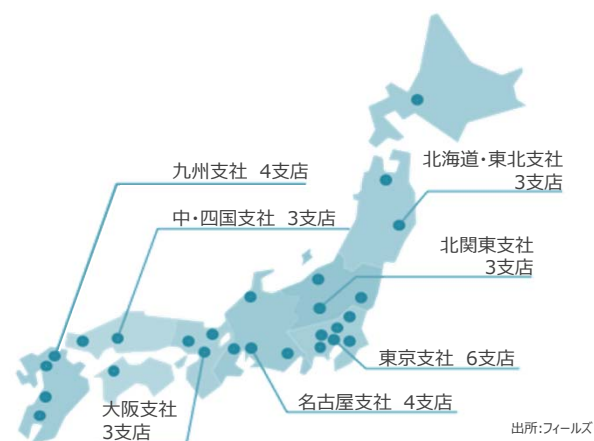 北海道・東北支社
3支店
九州支社 4支店
中・四国支社 3支店
北関東支社
3支店
東京支社 6支店
名古屋支社 4支店
大阪支社
3支店
出所:フィールズ